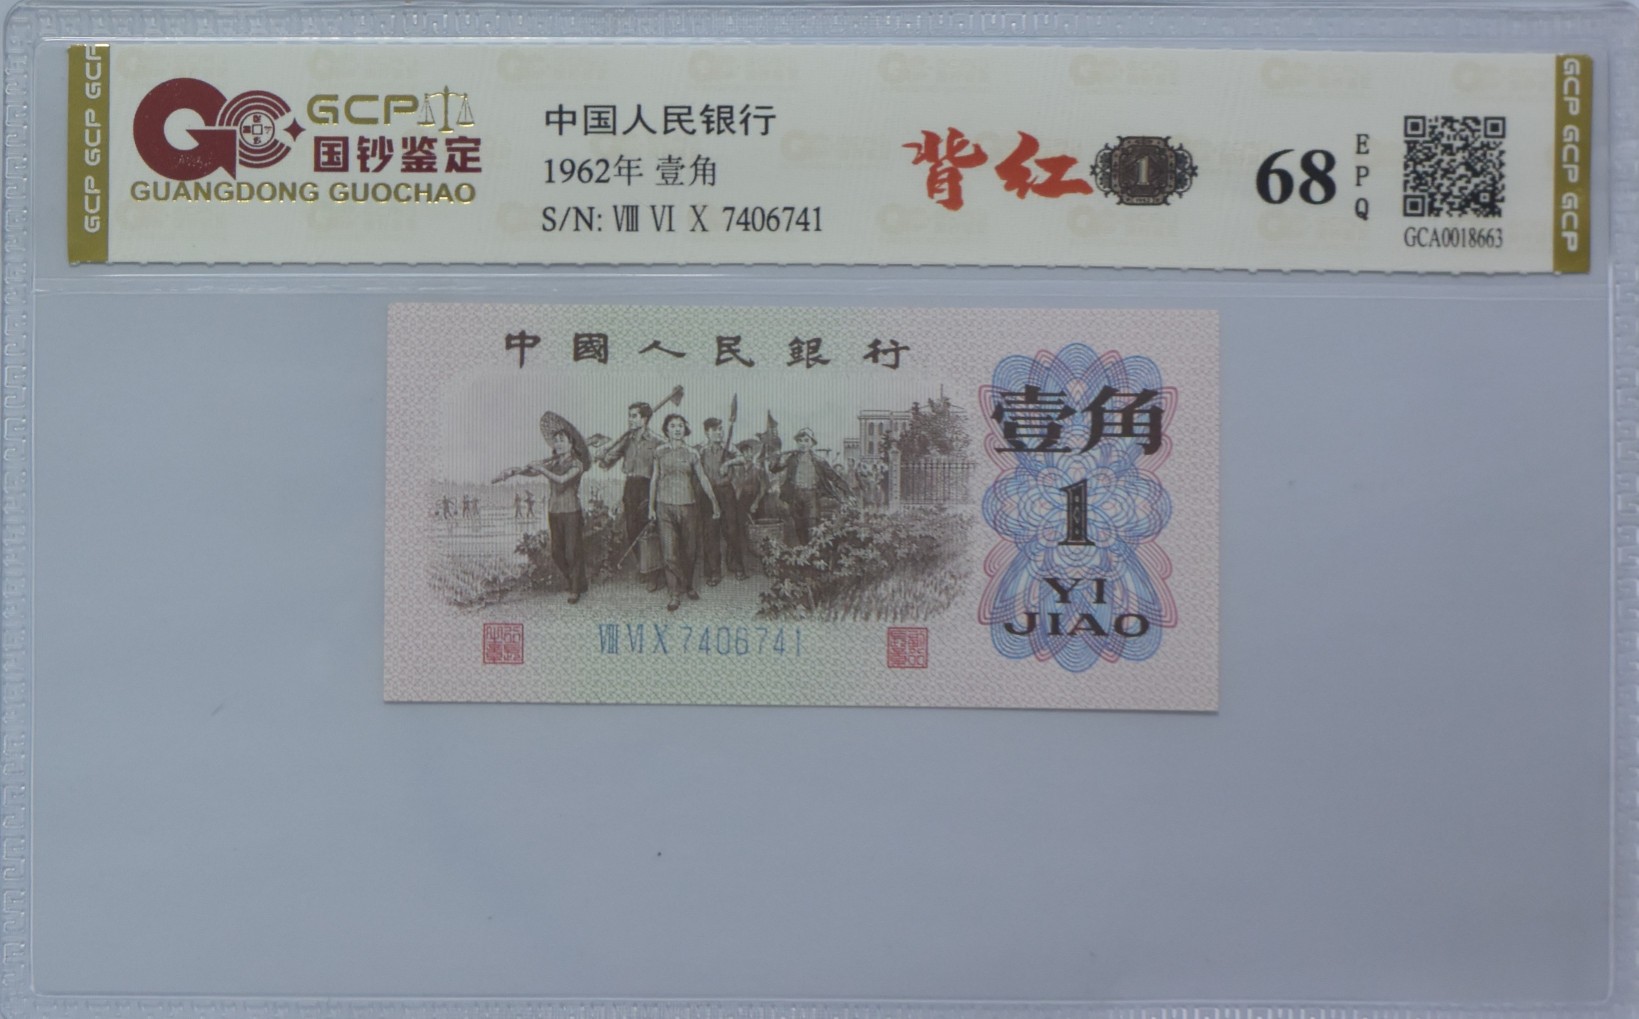 GCP GCP GCP
GCP
国钞鉴定
GUANGDONG GUOCHAO
中国人民银行
1962年 壹角
S/N: Ⅷ Ⅵ Ⅹ 7406741
背红
1
68
EPQ
GCA0018663
GCP GCP GCP
中國人民銀行
壹角
1
YI
JIAO
Ⅷ Ⅵ Ⅹ 7406741